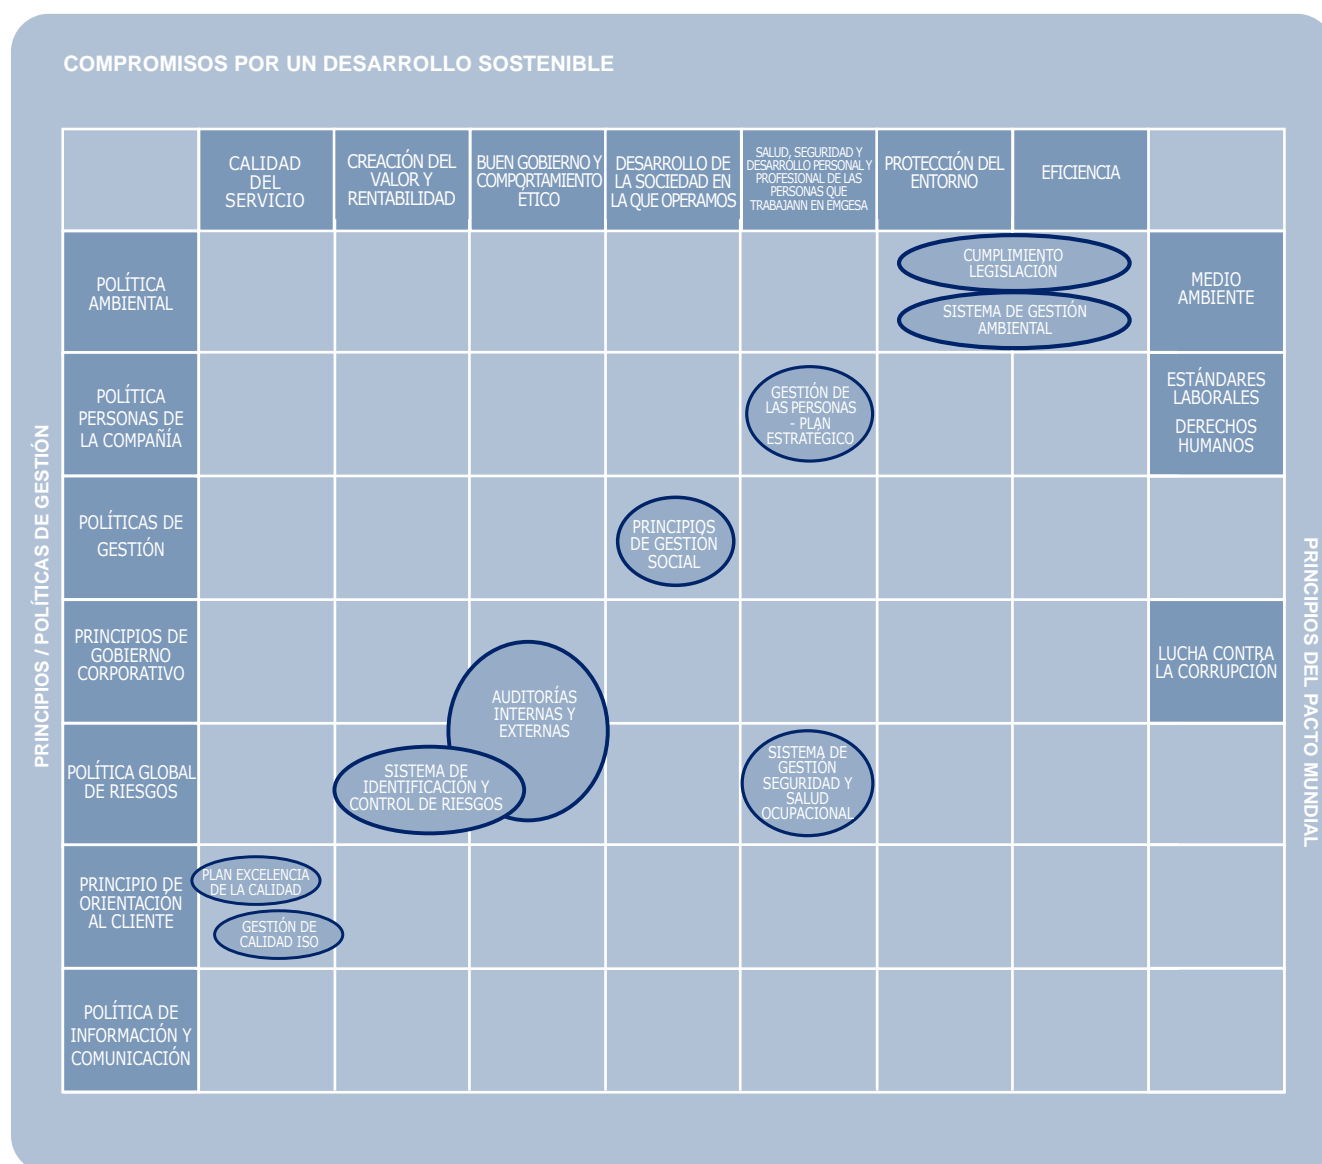 COMPROMISOS POR UN DESARROLLO SOSTENIBLE
CALIDAD
DEL
SERVICIO
CREACIÓN DEL
VALOR Y
RENTABILIDAD
BUEN GOBIERNO Y
COMPORTAMIENTO
ÉTICO
DESARROLLO DE
LA SOCIEDAD EN
LA QUE OPERAMOS
SALUD, SEGURIDAD Y
DESARROLLO PERSONAL Y
PROFESIONAL DE LAS
PERSONAS QUE
TRABAJANN EN EMGESA
PROTECCIÓN DEL
ENTORNO
EFICIENCIA
PRINCIPIOS / POLÍTICAS DE GESTIÓN
POLÍTICA
AMBIENTAL
CUMPLIMIENTO
LEGISLACIÓN
SISTEMA DE GESTIÓN
AMBIENTAL
MEDIO
AMBIENTE
POLÍTICA
PERSONAS DE
LA COMPAÑÍA
GESTIÓN DE
LAS PERSONAS
- PLAN
ESTRATÉGICO
ESTÁNDARES
LABORALES
DERECHOS
HUMANOS
POLÍTICAS DE
GESTIÓN
PRINCIPIOS
DE GESTIÓN
SOCIAL
PRINCIPIOS DE
GOBIERNO
CORPORATIVO
AUDITORÍAS
INTERNAS Y
EXTERNAS
LUCHA CONTRA
LA CORRUPCIÓN
POLÍTICA GLOBAL
DE RIESGOS
SISTEMA DE
IDENTIFICACIÓN Y
CONTROL DE RIESGOS
SISTEMA DE
GESTIÓN
SEGURIDAD Y
SALUD
OCUPACIONAL
PRINCIPIO DE
ORIENTACIÓN
AL CLIENTE
PLAN EXCELENCIA
DE LA CALIDAD
GESTIÓN DE
CALIDAD ISO
POLÍTICA DE
INFORMACIÓN Y
COMUNICACIÓN
PRINCIPIOS DEL PACTO MUNDIAL